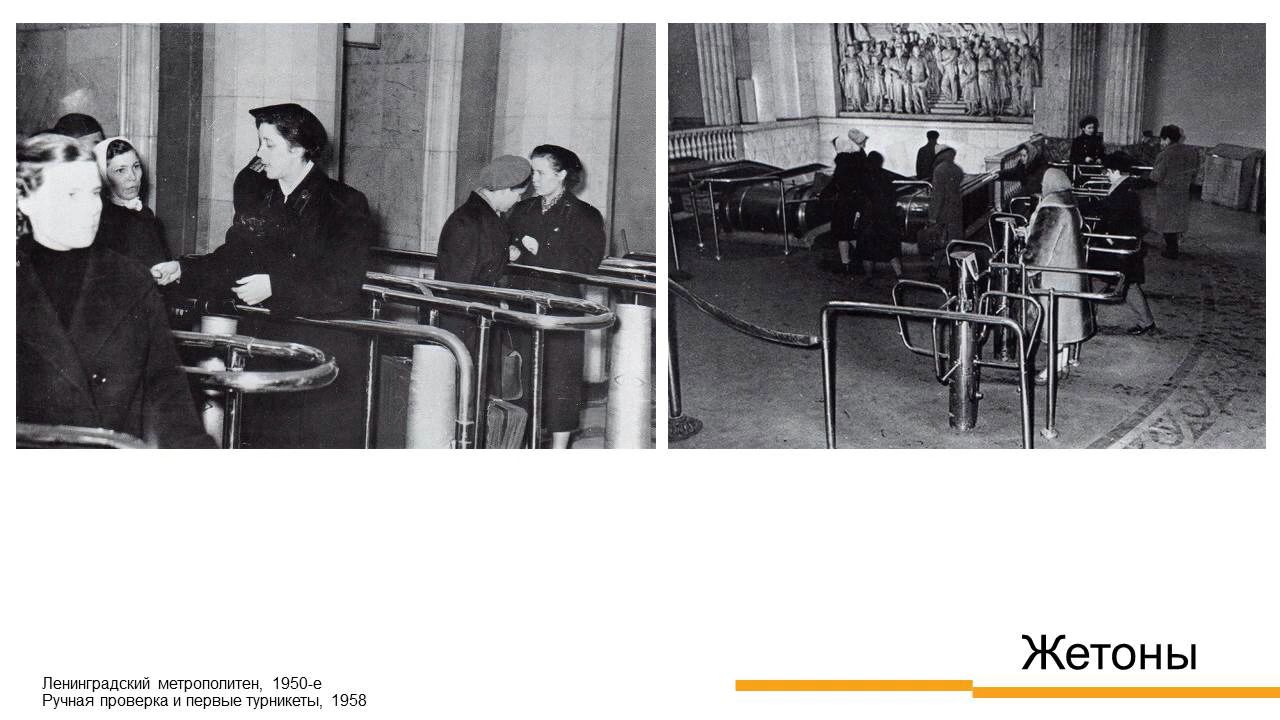 Жетоны
Ленинградский метрополитен, 1950-е
Ручная проверка и первые турникеты, 1958